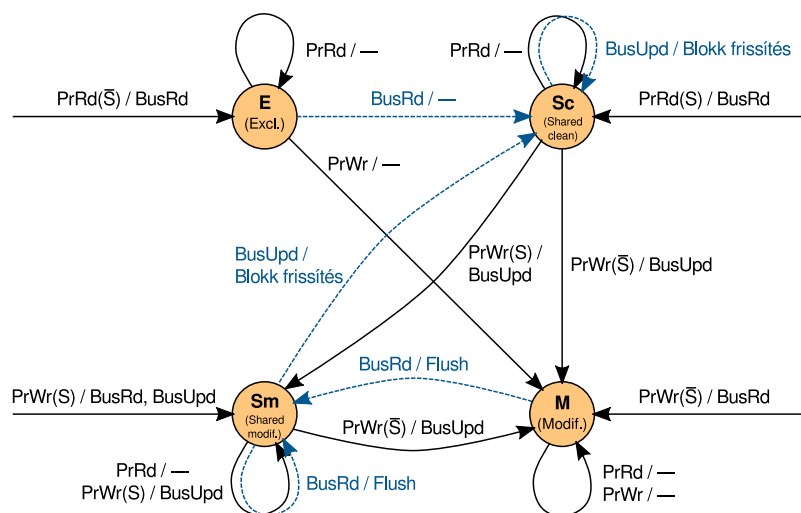 PrRd / —
PrRd / —
BusUpd / Blokk frissítés
PrRd(S̅) / BusRd
E
(Excl.)
BusRd / —
Sc
(Shared
clean)
PrRd(S) / BusRd
PrWr / —
BusUpd /
Blokk frissítés
PrWr(S) /
BusUpd
PrWr(S̅) / BusUpd
BusRd / Flush
PrWr(S) / BusRd, BusUpd
Sm
(Shared
modif.)
PrWr(S̅) / BusUpd
M
(Modif.)
PrWr(S̅) / BusRd
PrRd / —
PrWr(S) / BusUpd
BusRd / Flush
PrRd / —
PrWr / —